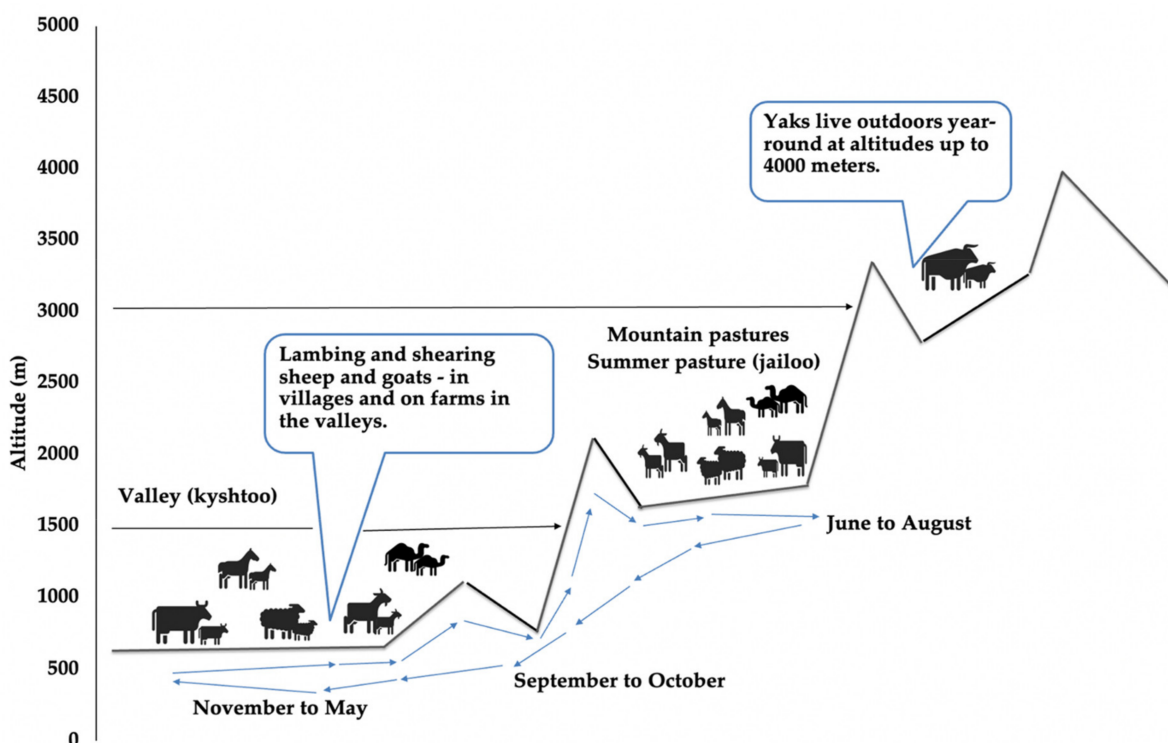 5000
4500
4000
3500
3000
2500
2000
1500
1000
500
0
Altitude (m)
Yaks live outdoors year-
round at altitudes up to
4000 meters.
Mountain pastures
Summer pasture (jailoo)
Lambing and shearing
sheep and goats - in
villages and on farms in
the valleys.
Valley (kyshtoo)
June to August
September to October
November to May